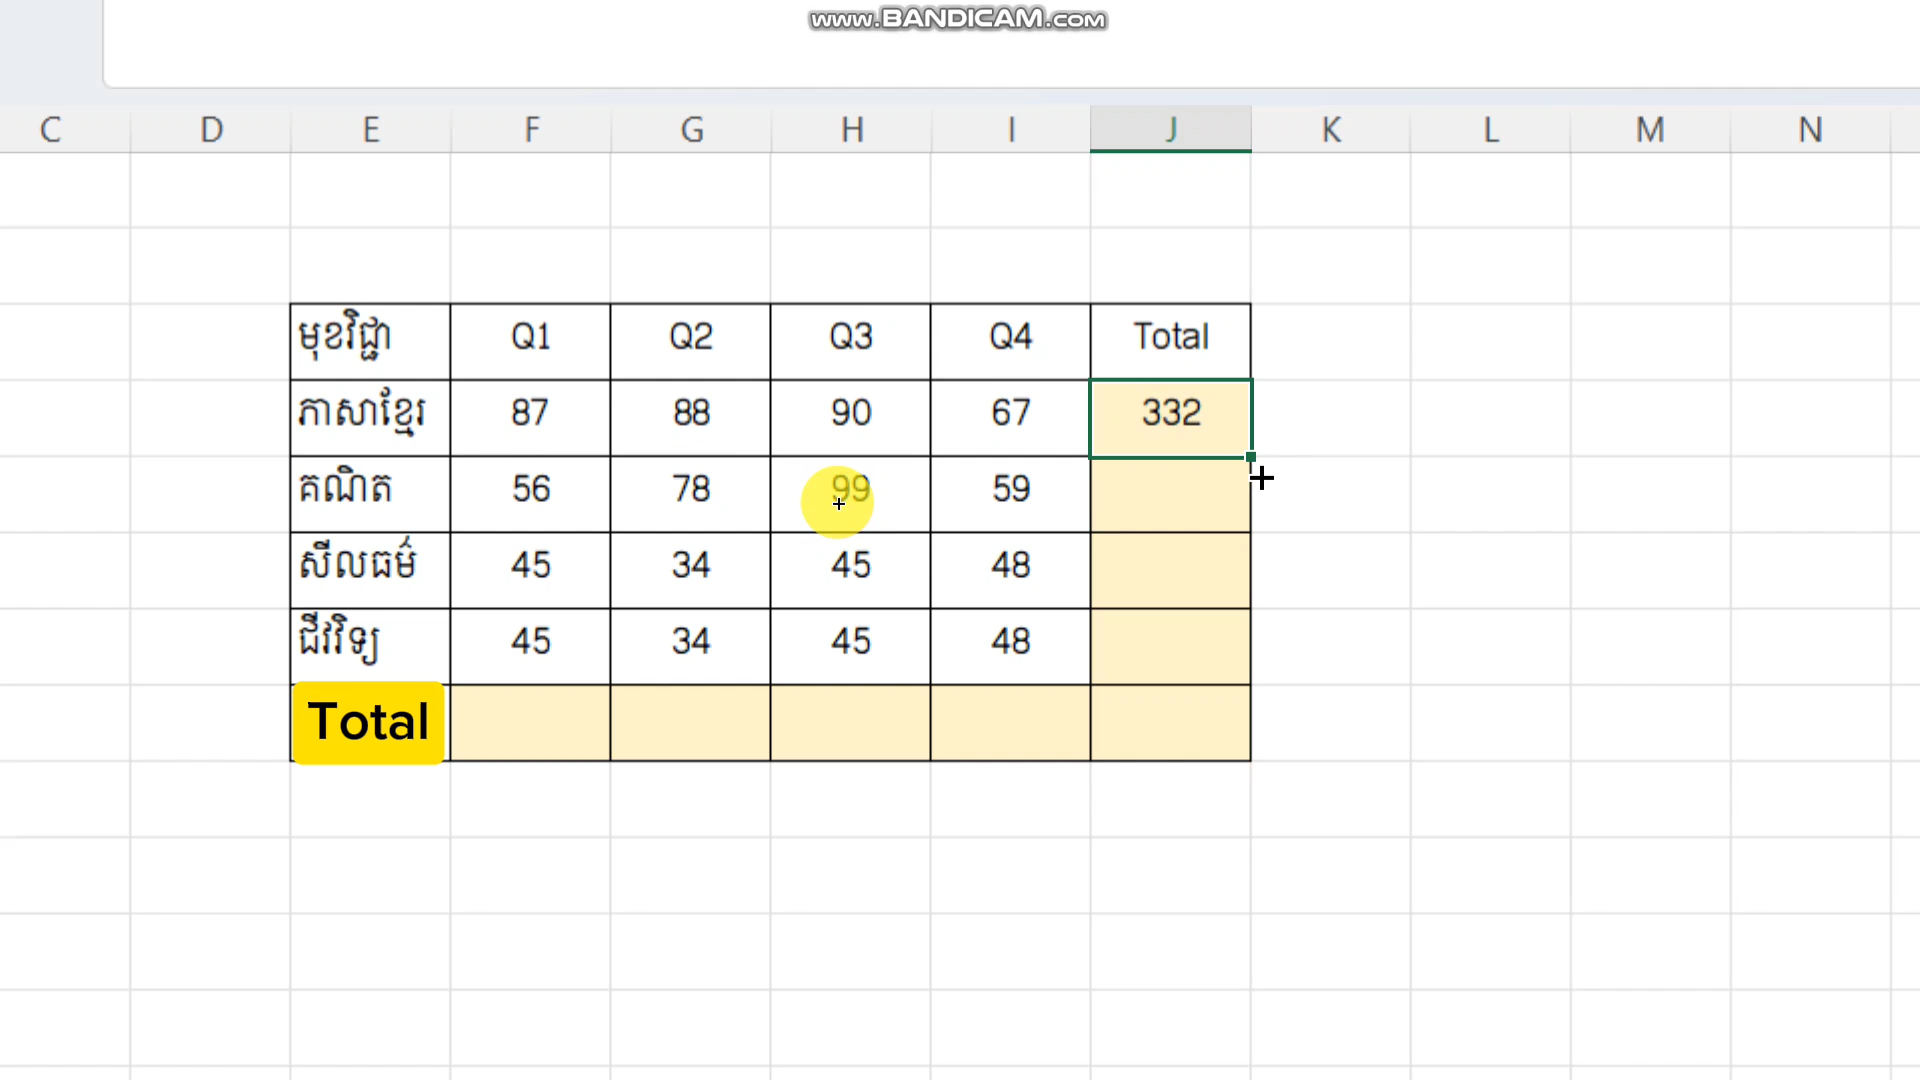 www.BANDICAM.com
C D E F G H I J K L M N
មុខវិជ្ជា Q1 Q2 Q3 Q4 Total
ភាសាខ្មែរ 87 88 90 67 332
គណិត 56 78 99 59
សីលធម៌ 45 34 45 48
ជីវវិទ្យ 45 34 45 48
Total